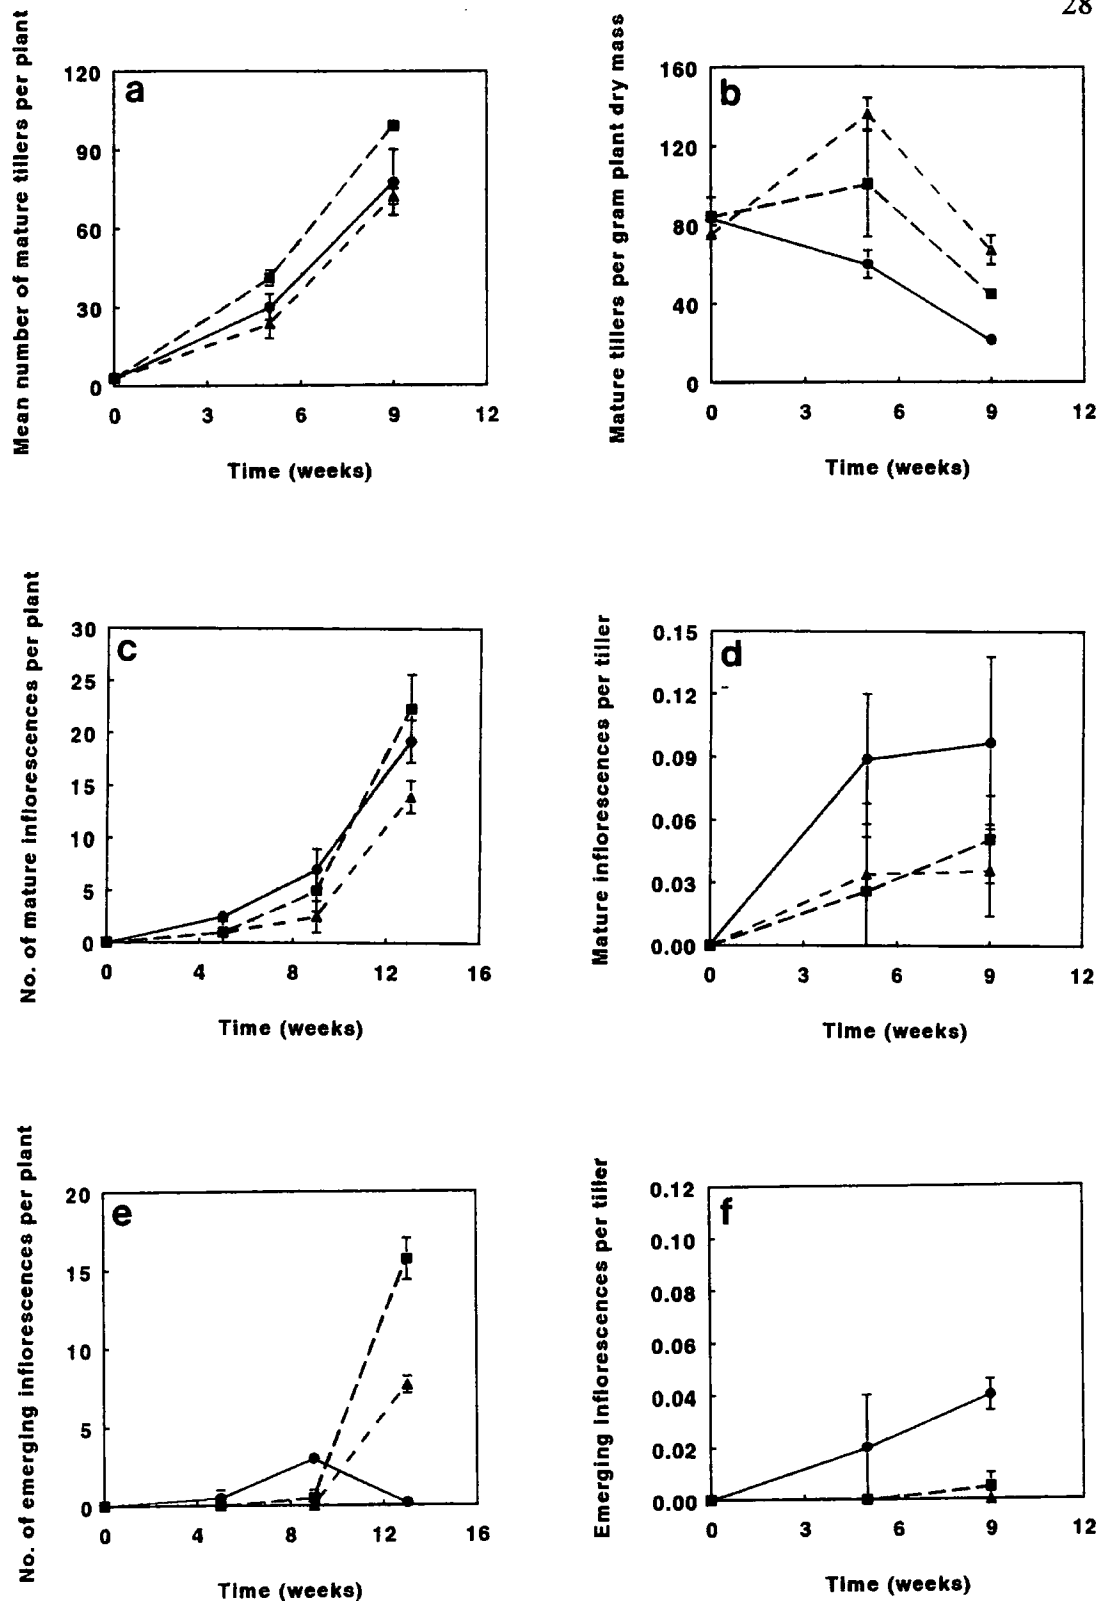 28
Mean number of mature tillers per plant
a
120
90
60
30
0
0 3 6 9 12
Time (weeks)
Mature tillers per gram plant dry mass
b
160
120
80
40
0
0 3 6 9 12
Time (weeks)
No. of mature inflorescences per plant
c
30
25
20
15
10
5
0
0 4 8 12 16
Time (weeks)
Mature inflorescences per tiller
d
0.15
0.12
0.09
0.06
0.03
0.00
0 3 6 9 12
Time (weeks)
No. of emerging inflorescences per plant
e
20
15
10
5
0
0 4 8 12 16
Time (weeks)
Emerging inflorescences per tiller
f
0.12
0.10
0.08
0.06
0.04
0.02
0.00
0 3 6 9 12
Time (weeks)